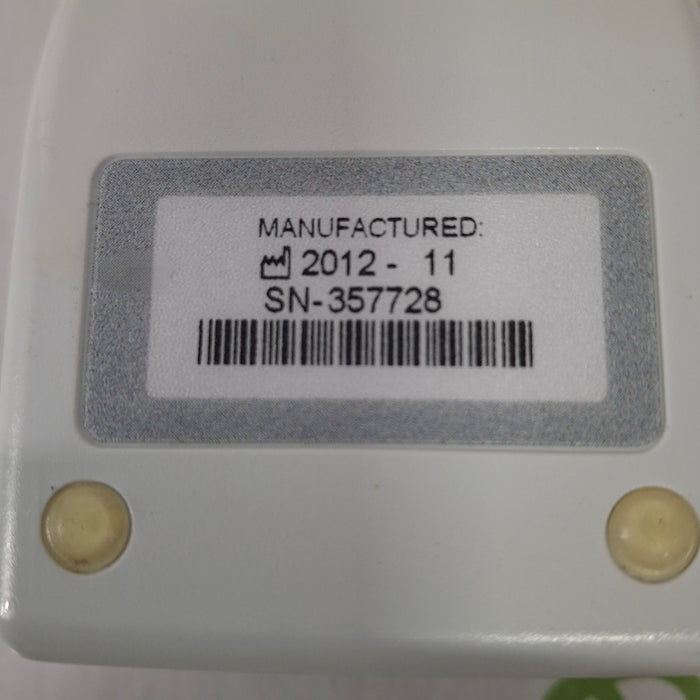 MANUFACTURED:
2012 - 11
SN-357728